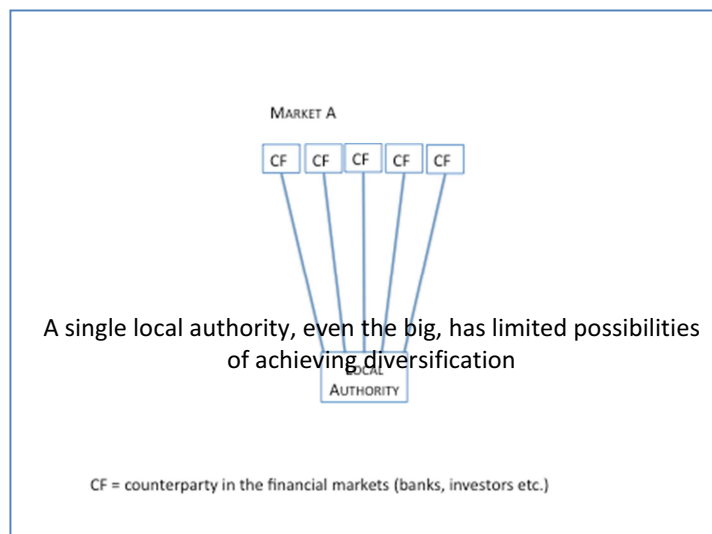 MARKET A
CF CF CF CF CF
A single local authority, even the big, has limited possibilities
of achieving diversification
LOCAL
AUTHORITY
CF = counterparty in the financial markets (banks, investors etc.)